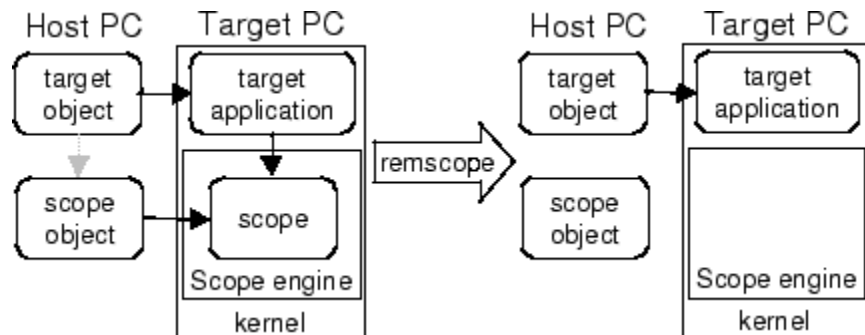 Host PC
Target PC
target
object
target
application
scope
object
scope
Scope engine
kernel
remscope
Host PC
Target PC
target
object
target
application
scope
object
Scope engine
kernel